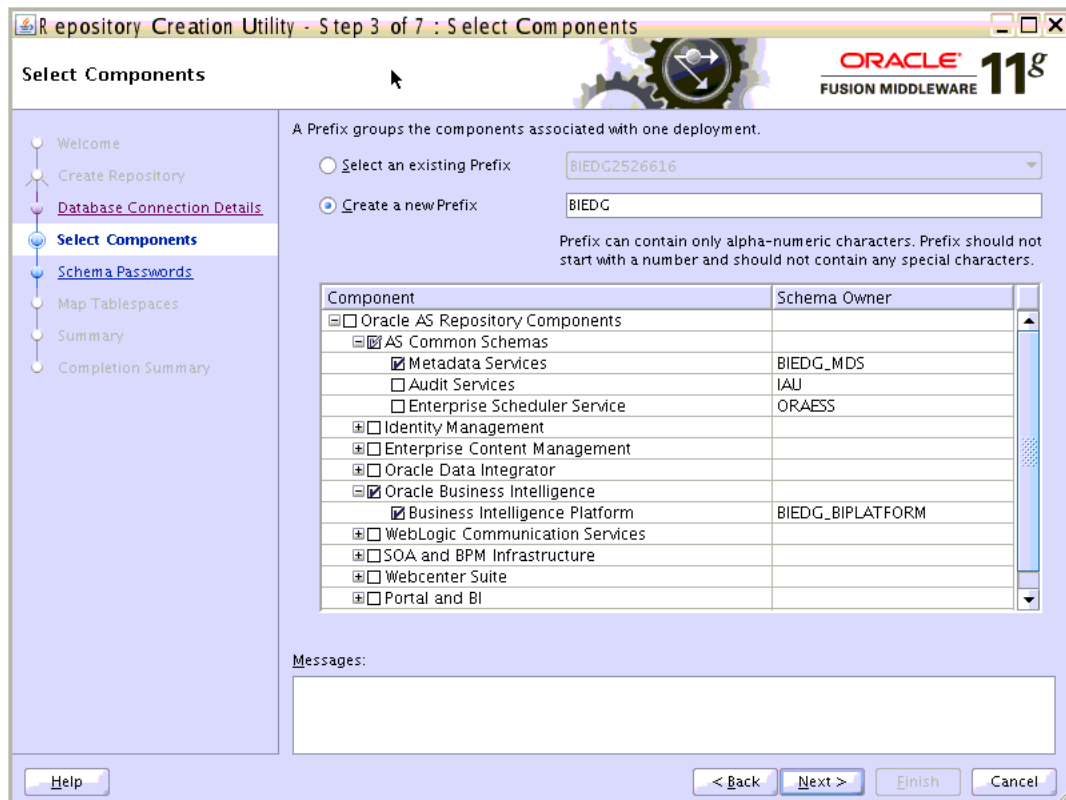 Repository Creation Utility - Step 3 of 7 : Select Components
Select Components
ORACLE
FUSION MIDDLEWARE
11g
Welcome
Create Repository
Database Connection Details
Select Components
Schema Passwords
Map Tablespaces
Summary
Completion Summary
A Prefix groups the components associated with one deployment.
Select an existing Prefix
BIEDG2526616
Create a new Prefix
BIEDG
Prefix can contain only alpha-numeric characters. Prefix should not
start with a number and should not contain any special characters.
Component Schema Owner
Oracle AS Repository Components
AS Common Schemas
Metadata Services BIEDG_MDS
Audit Services IAU
Enterprise Scheduler Service ORAESS
Identity Management
Enterprise Content Management
Oracle Data Integrator
Oracle Business Intelligence
Business Intelligence Platform BIEDG_BIPLATFORM
WebLogic Communication Services
SOA and BPM Infrastructure
Webcenter Suite
Portal and BI
Messages:
Help < Back Next > Finish Cancel